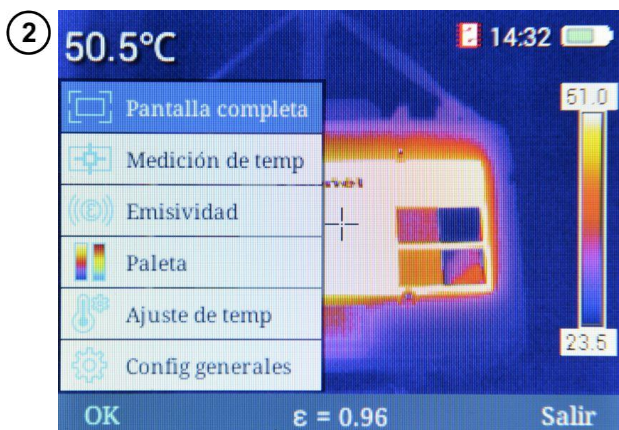 2
50.5°C
14:32
51.0
Pantalla completa
Medición de temp
((ε))
Emisividad
Paleta
Ajuste de temp
23.5
Config generales
OK
ε = 0.96
Salir